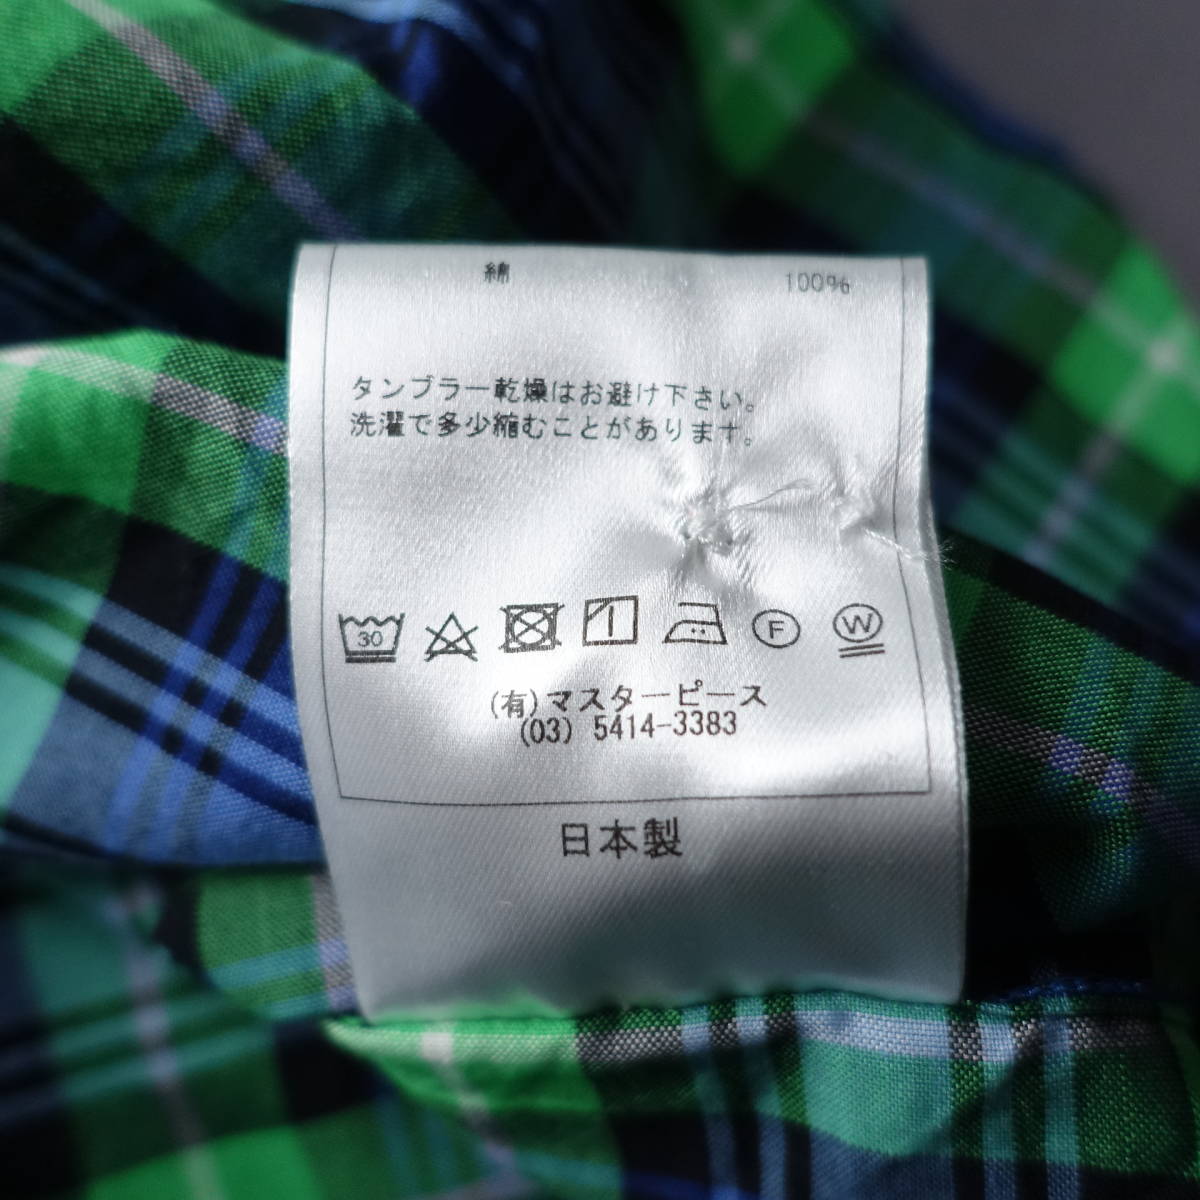 綿 100%
タンブラー乾燥はお避け下さい。
洗濯で多少縮むことがあります。
30 F W
(有)マスターピース
(03) 5414-3383
日本製